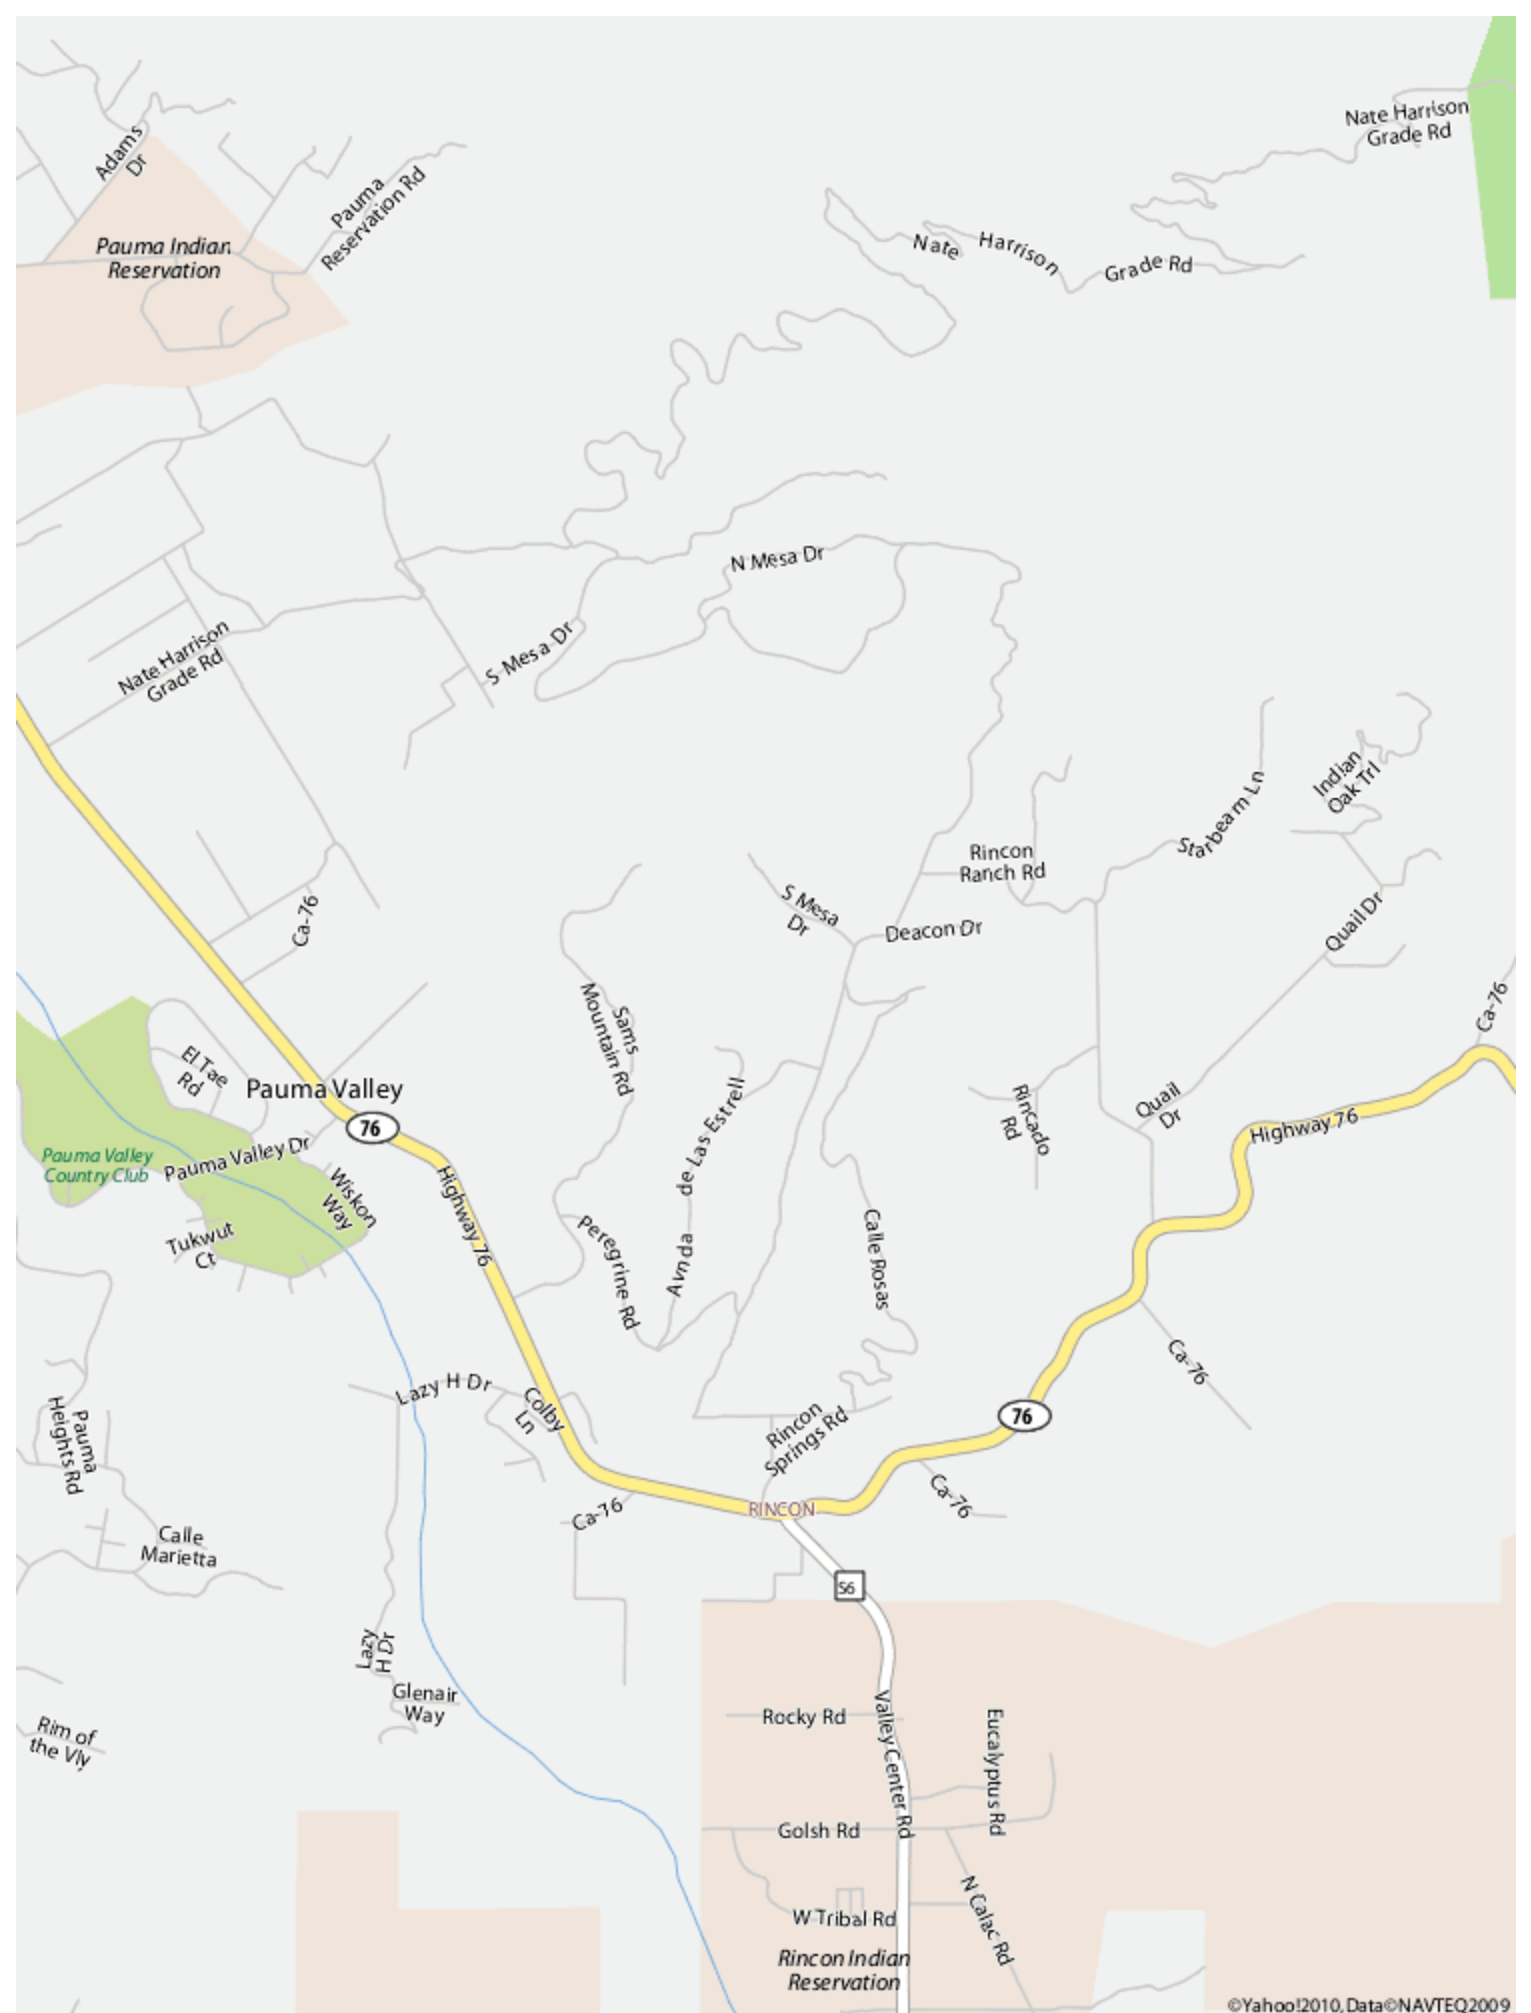 Nate Harrison
Grade Rd
Adams
Dr
Pauma
Reservation Rd
Pauma Indian
Reservation
Nate Harrison
Grade Rd
N Mesa Dr
S Mesa Dr
Nate Harrison
Grade Rd
Indian
Oak Trl
Starbeam Ln
Rincon
Ranch Rd
S Mesa
Dr
Deacon Dr
Ca-76
Quail Dr
Ca-76
Sams
Mountain Rd
El Tae
Rd
Pauma Valley
76
Avnda de Las Estrell
Rincado
Rd
Quail
Dr
Highway 76
Pauma Valley
Country Club
Pauma Valley Dr
Wiskon
Way
Tukwut
Ct
Highway 76
Peregrine Rd
Calle Rosas
Ca-76
Lazy H Dr
Colby
Ln
76
Pauma
Heights Rd
Rincon
Springs Rd
Ca-76
RINCON
Ca-76
Calle
Marietta
S6
Lazy
H Dr
Glenair
Way
Rim of
the Vly
Rocky Rd
Valley Center Rd
Eucalyptus Rd
Golsh Rd
N Calac Rd
W Tribal Rd
Rincon Indian
Reservation
©Yahoo!2010, Data©NAVTEQ2009